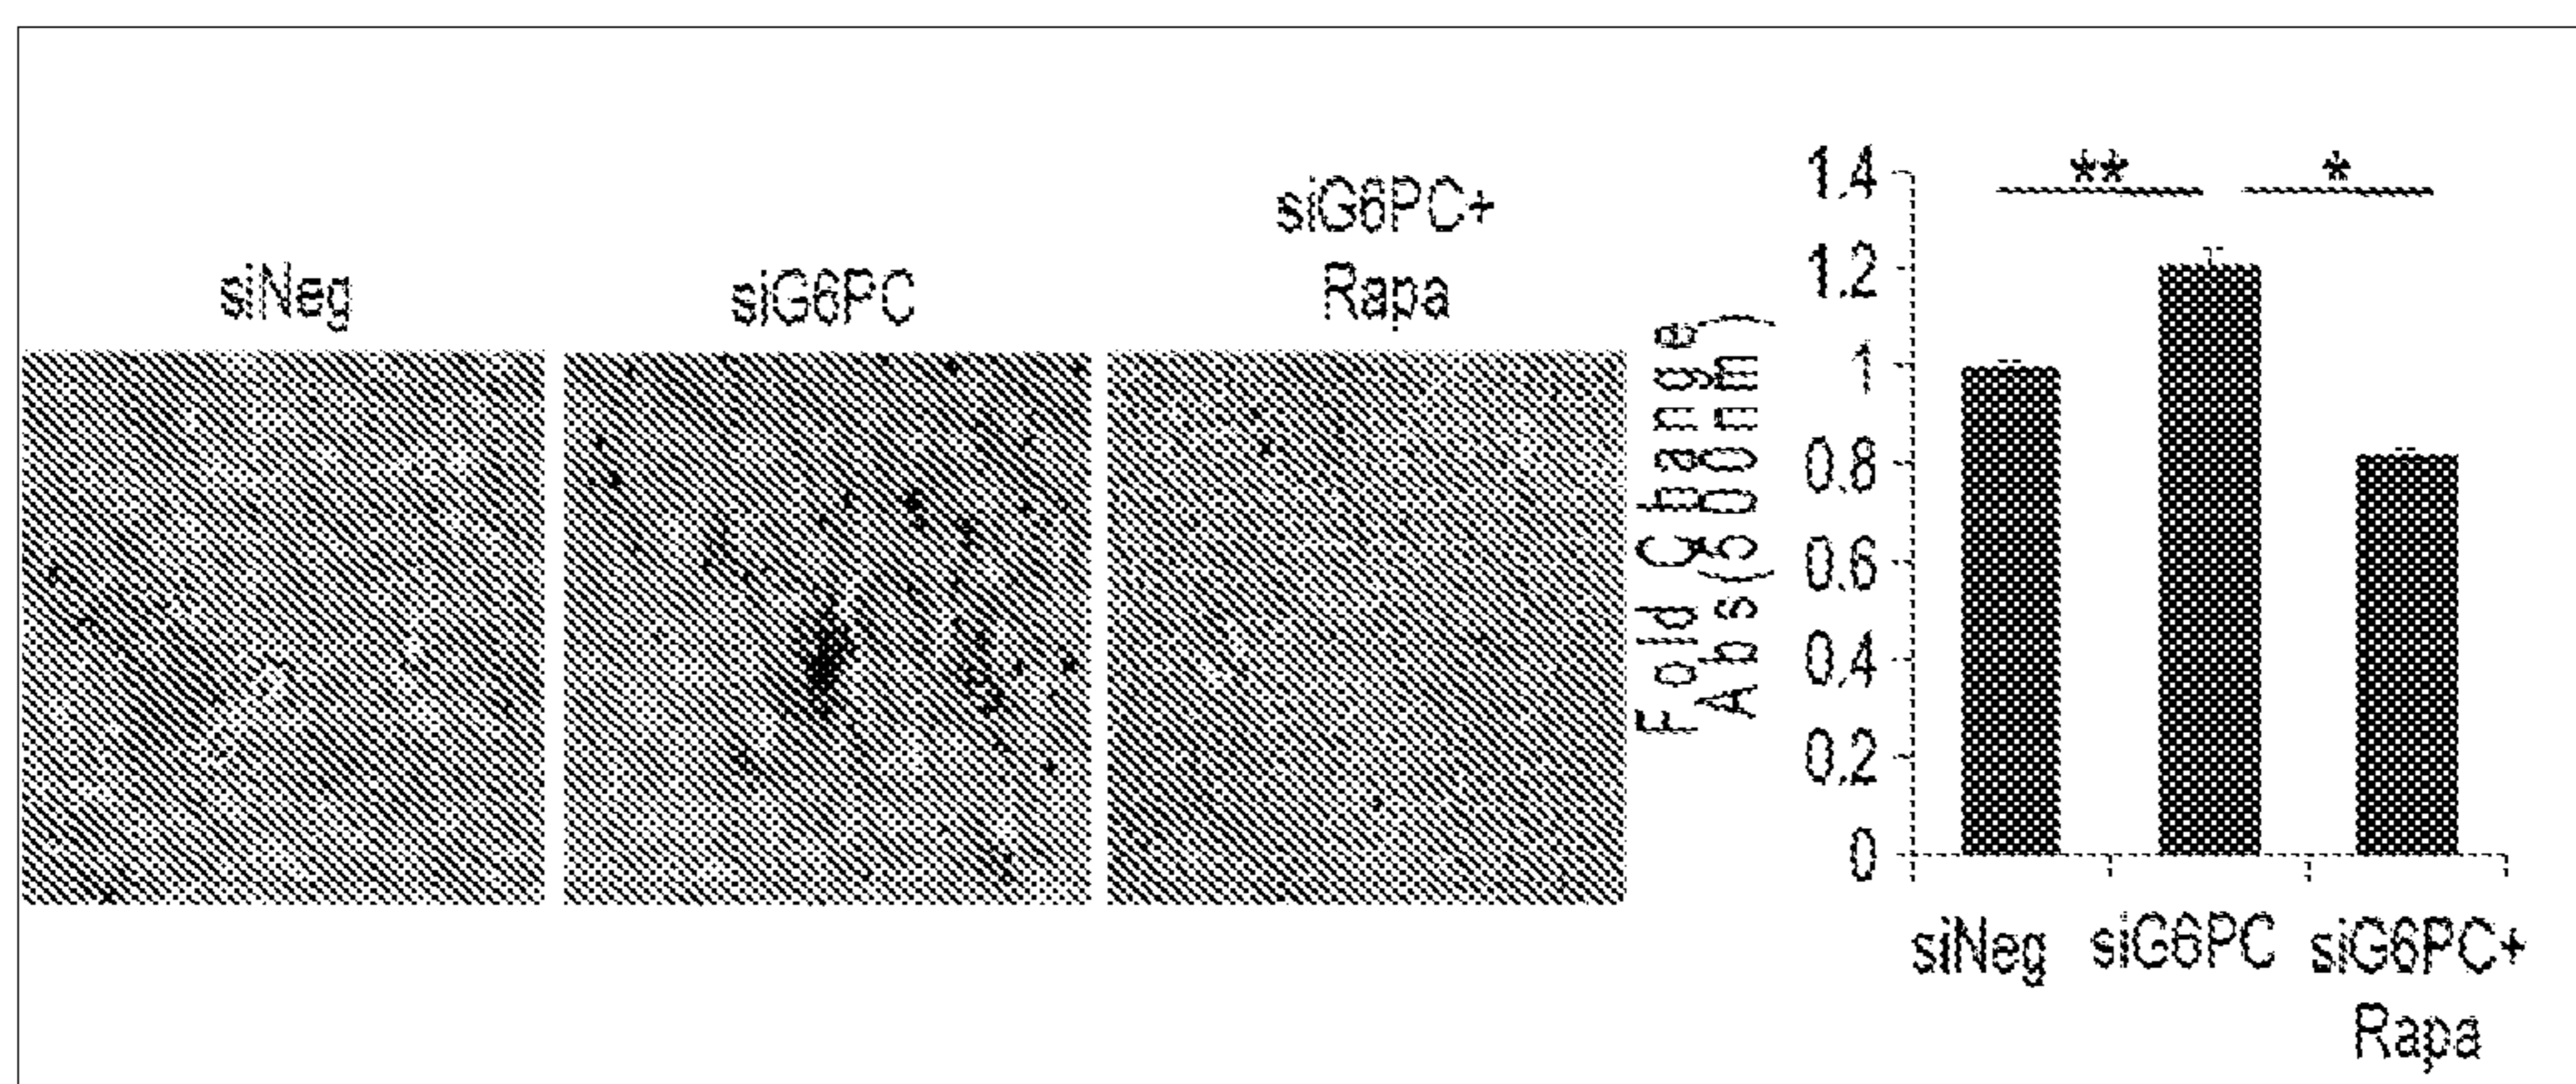 siNeg
siG6PC
siG6PC+
Rapa
Fold Change
Abs(500nm)
1.4
1.2
1
0.8
0.6
0.4
0.2
0
**
*
siNeg
siG6PC
siG6PC+
Rapa